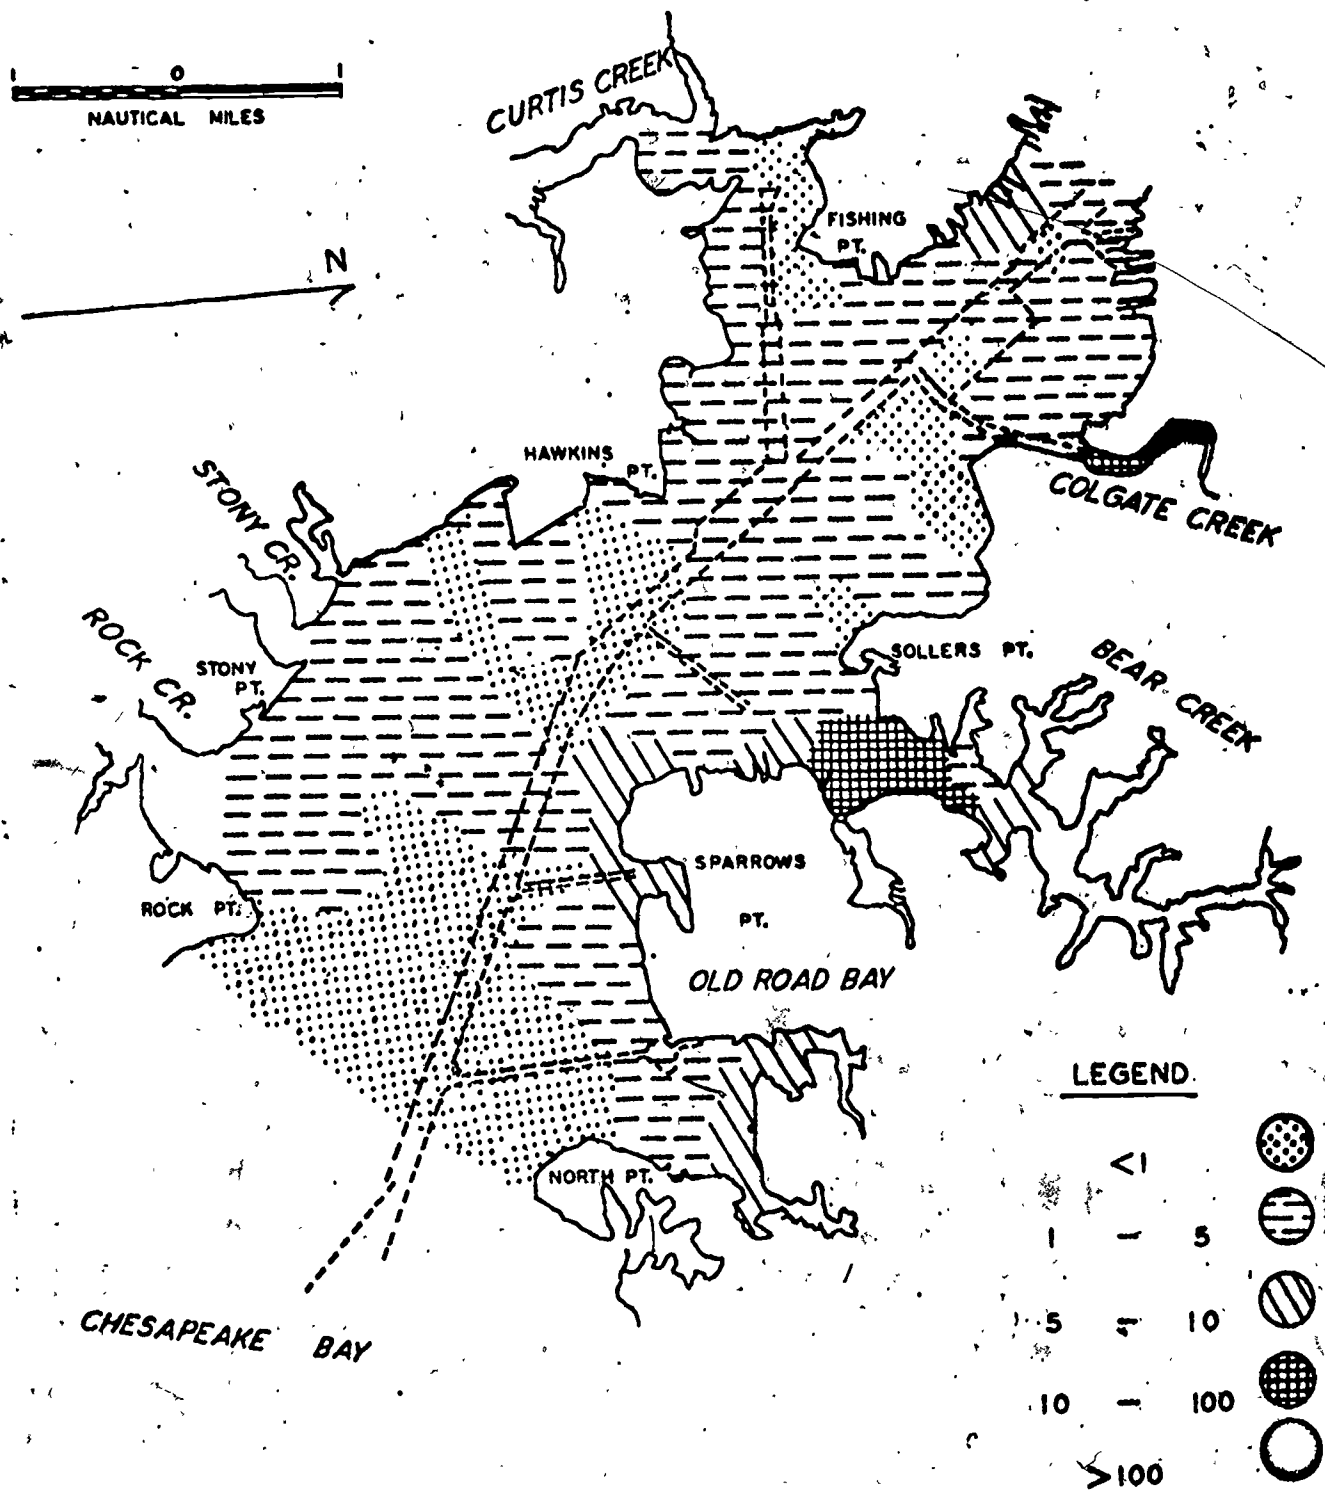 1 0 1
NAUTICAL MILES
CURTIS CREEK
N
FISHING
PT.
HAWKINS
PT.
COLGATE CREEK
STONY CR.
ROCK CR.
STONY
PT.
SOLLERS PT.
BEAR CREEK
SPARROWS
PT.
ROCK PT.
OLD ROAD BAY
NORTH PT.
CHESAPEAKE BAY
LEGEND
<1
1 - 5
5 - 10
10 - 100
>100